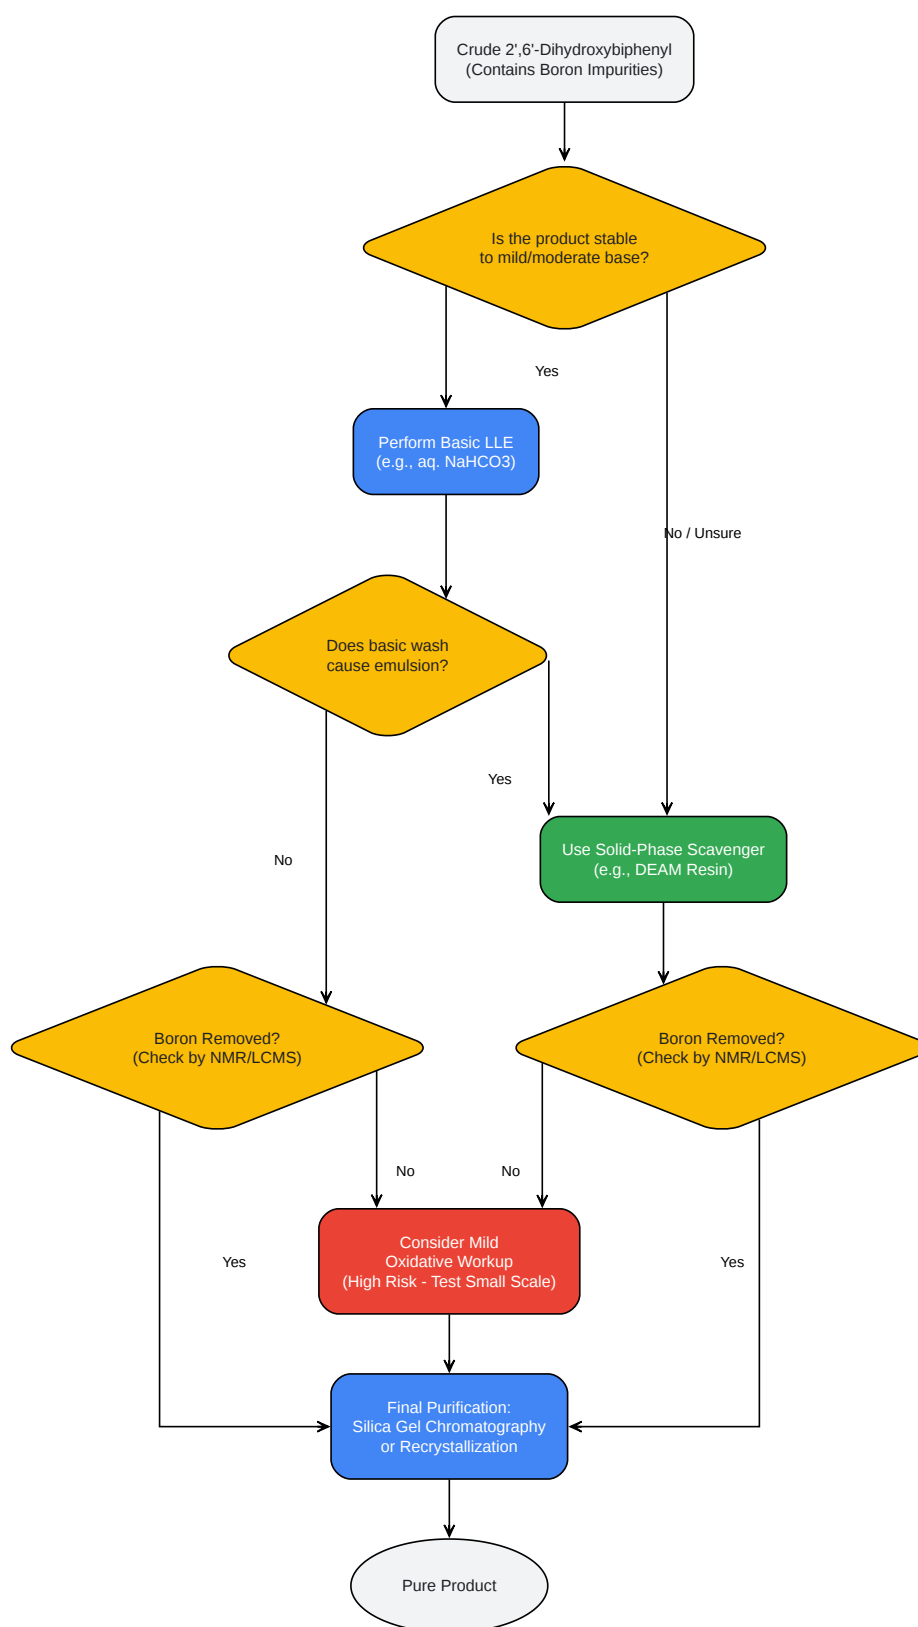 Crude 2',6'-Dihydroxybiphenyl
(Contains Boron Impurities)
Is the product stable
to mild/moderate base?
Yes
Perform Basic LLE
(e.g., aq. NaHCO3)
No / Unsure
Does basic wash
cause emulsion?
Yes
No
Use Solid-Phase Scavenger
(e.g., DEAM Resin)
Boron Removed?
(Check by NMR/LCMS)
Boron Removed?
(Check by NMR/LCMS)
No
No
Yes
Consider Mild
Oxidative Workup
(High Risk - Test Small Scale)
Yes
Final Purification:
Silica Gel Chromatography
or Recrystallization
Pure Product